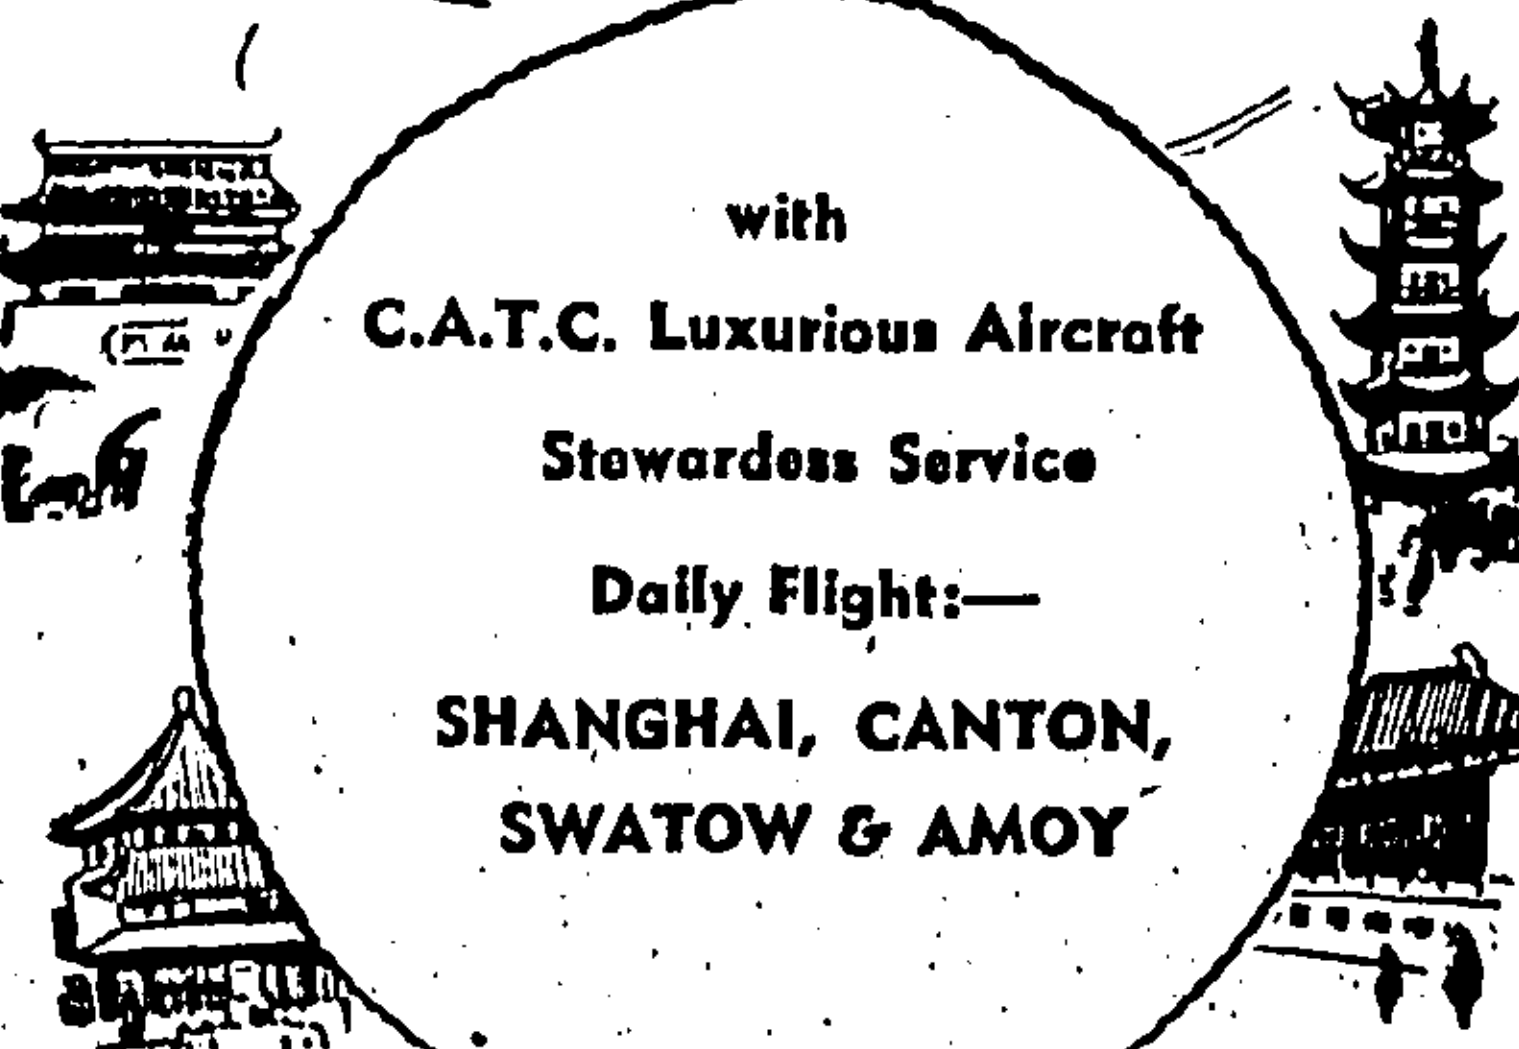 with
C.A.T.C. Luxurious Aircraft
Stewardess Service
Daily Flight:—
SHANGHAI, CANTON,
SWATOW & AMOY